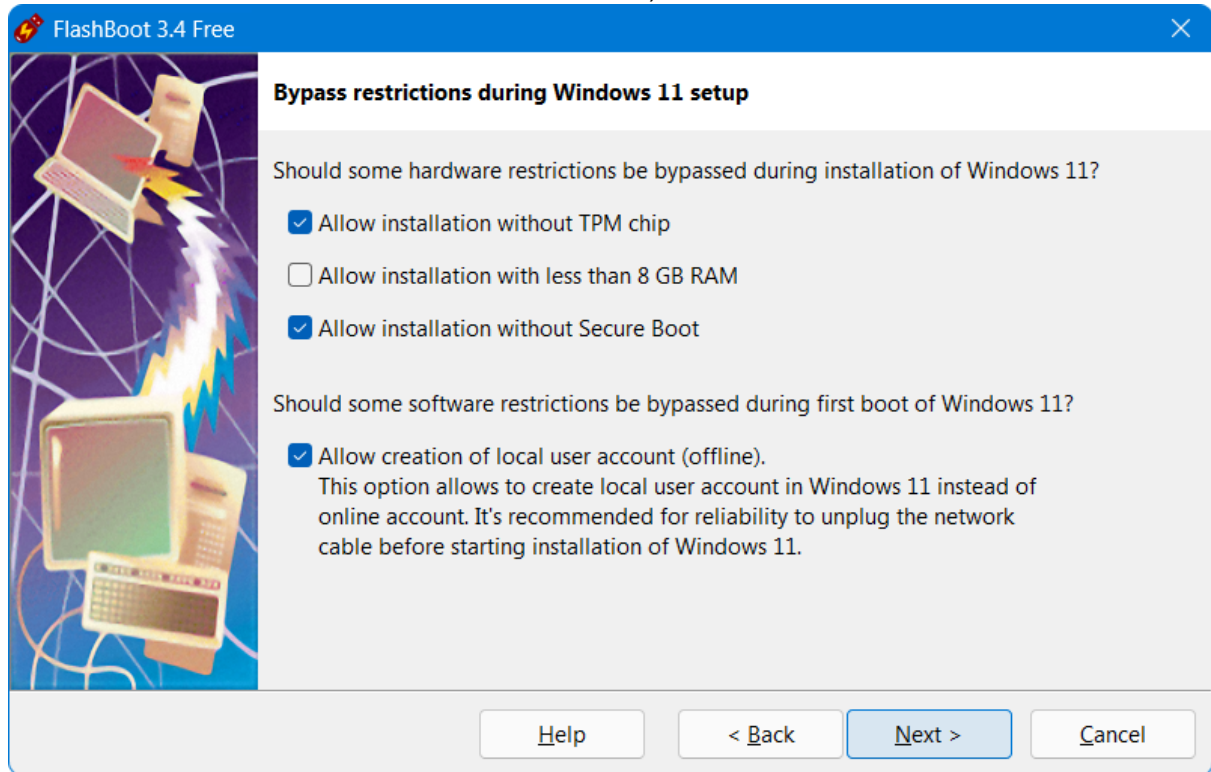 FlashBoot 3.4 Free
Bypass restrictions during Windows 11 setup
Should some hardware restrictions be bypassed during installation of Windows 11?
Allow installation without TPM chip
Allow installation with less than 8 GB RAM
Allow installation without Secure Boot
Should some software restrictions be bypassed during first boot of Windows 11?
Allow creation of local user account (offline).
This option allows to create local user account in Windows 11 instead of
online account. It's recommended for reliability to unplug the network
cable before starting installation of Windows 11.
Help
< Back
Next >
Cancel